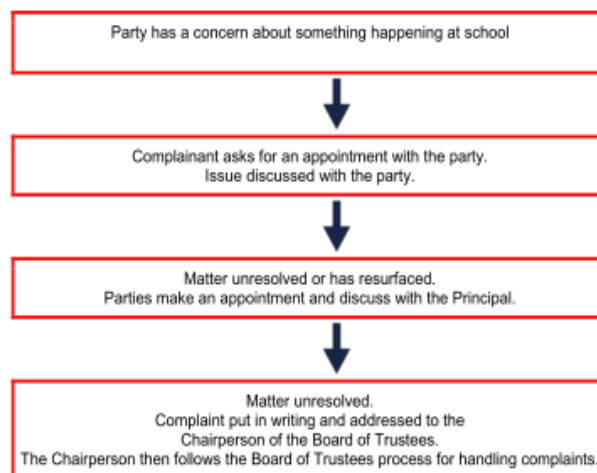 Party has a concern about something happening at school
Complainant asks for an appointment with the party.
Issue discussed with the party.
Matter unresolved or has resurfaced.
Parties make an appointment and discuss with the Principal.
Matter unresolved.
Complaint put in writing and addressed to the
Chairperson of the Board of Trustees.
The Chairperson then follows the Board of Trustees process for handling complaints.